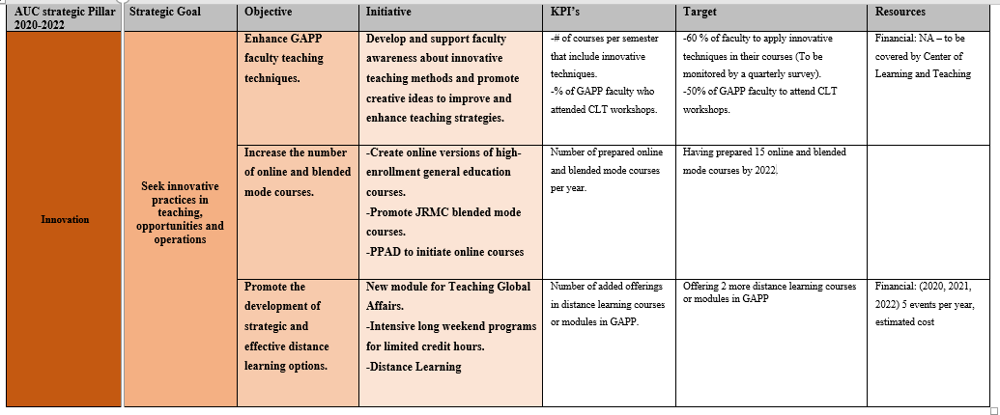 AUC strategic Pillar
2020-2022
Strategic Goal
Objective
Initiative
KPI's
Target
Resources
Innovation
Seek innovative
practices in
teaching,
opportunities and
operations
Enhance GAPP
faculty teaching
techniques.
Develop and support faculty
awareness about innovative
teaching methods and promote
creative ideas to improve and
enhance teaching strategies.
-# of courses per semester
that include innovative
techniques.
-% of GAPP faculty who
attended CLT workshops.
-60 % of faculty to apply innovative
techniques in their courses (To be
monitored by a quarterly survey).
-50% of GAPP faculty to attend CLT
workshops.
Financial: NA – to be
covered by Center of
Learning and Teaching
Increase the number
of online and blended
mode courses.
-Create online versions of high-
enrollment general education
courses.
-Promote JRMC blended mode
courses.
-PPAD to initiate online courses
Number of prepared online
and blended mode courses
per year.
Having prepared 15 online and blended
mode courses by 2022.
Promote the
development of
strategic and
effective distance
learning options.
New module for Teaching Global
Affairs.
-Intensive long weekend programs
for limited credit hours.
-Distance Learning
Number of added offerings
in distance learning courses
or modules in GAPP.
Offering 2 more distance learning courses
or modules in GAPP
Financial: (2020, 2021,
2022) 5 events per year,
estimated cost